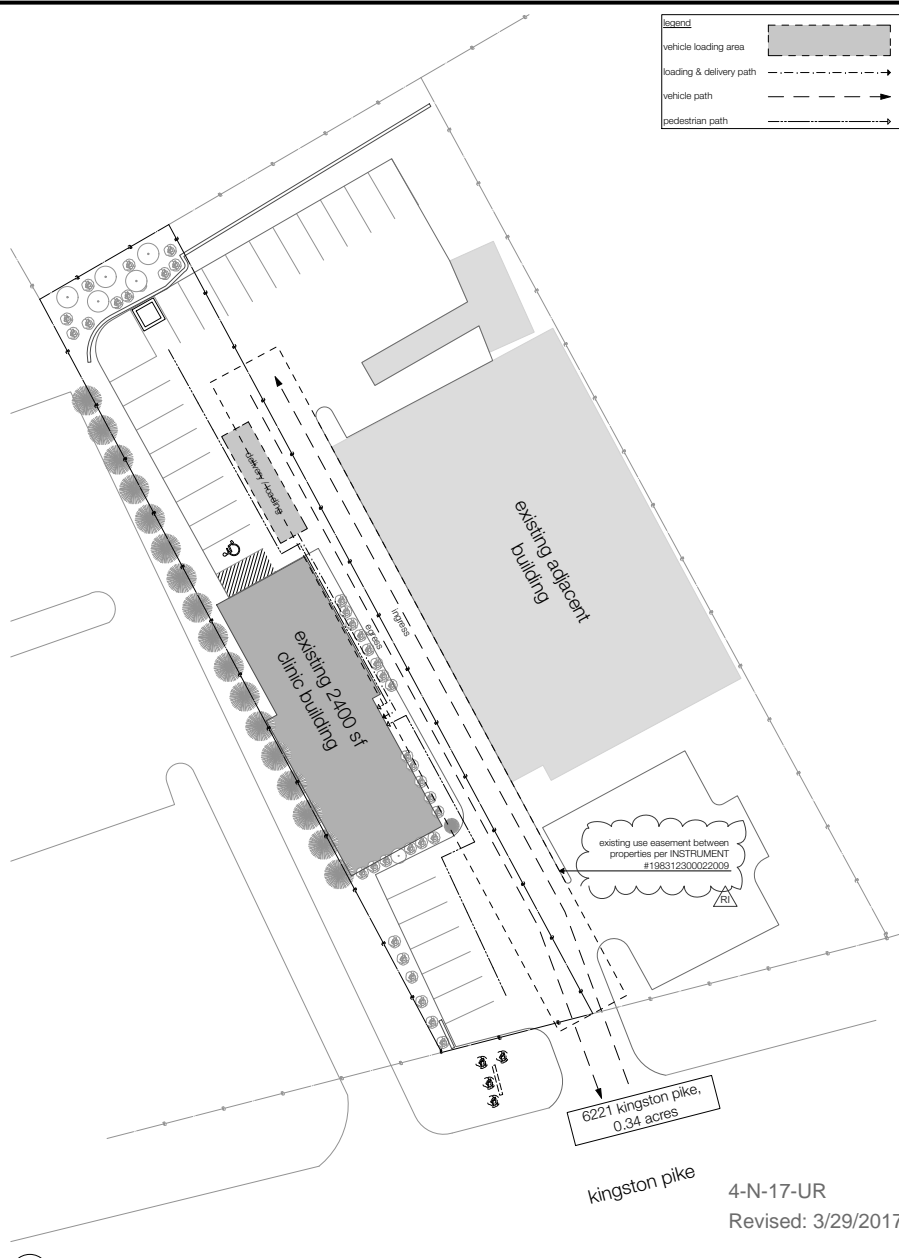 legend
vehicle loading area
loading & delivery path
vehicle path
pedestrian path
delivery / loading
existing adjacent
building
ingress
egress
existing 2400 sf
clinic building
existing use easement between
properties per INSTRUMENT
#198312300022009
RI
6221 kingston pike,
0.34 acres
kingston pike
4-N-17-UR
Revised: 3/29/2017